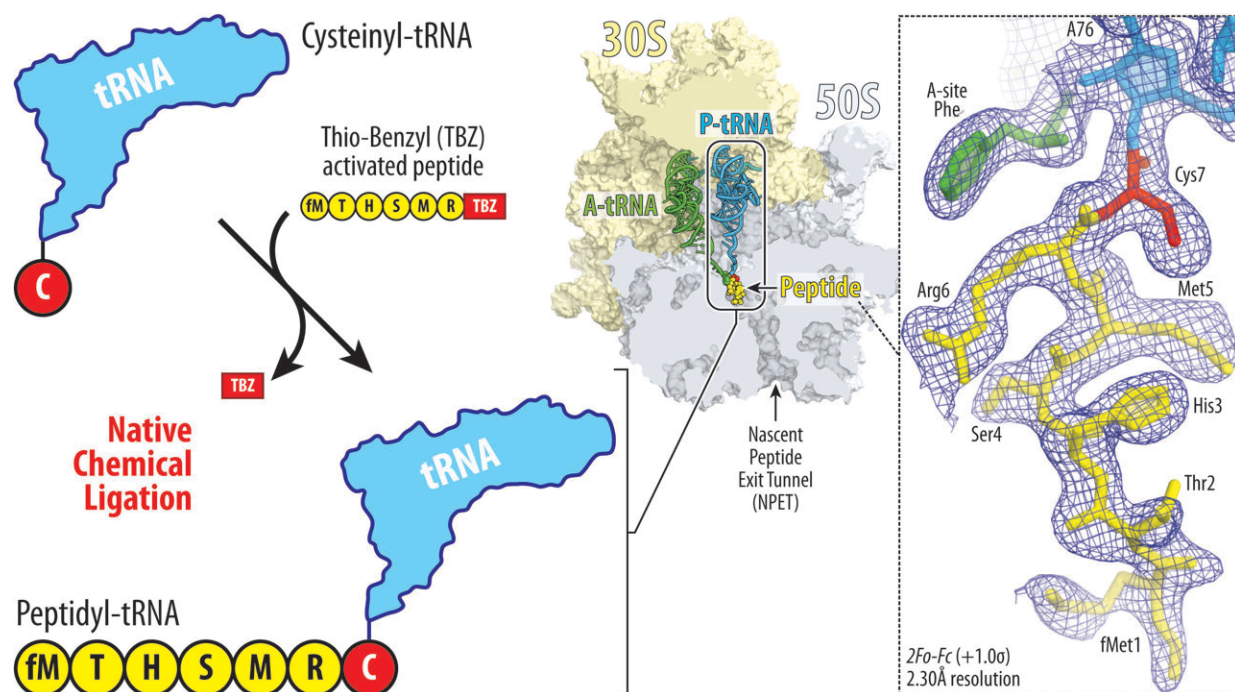 Cysteinyl-tRNA
tRNA
Thio-Benzyl (TBZ)
activated peptide
fM T H S M R TBZ
C
TBZ
Native
Chemical
Ligation
tRNA
Peptidyl-tRNA
fM T H S M R C
30S
50S
P-tRNA
A-tRNA
Peptide
Nascent
Peptide
Exit Tunnel
(NPET)
A76
A-site
Phe
Cys7
Arg6
Met5
His3
Ser4
Thr2
fMet1
2Fo-Fc (+1.0σ)
2.30Å resolution